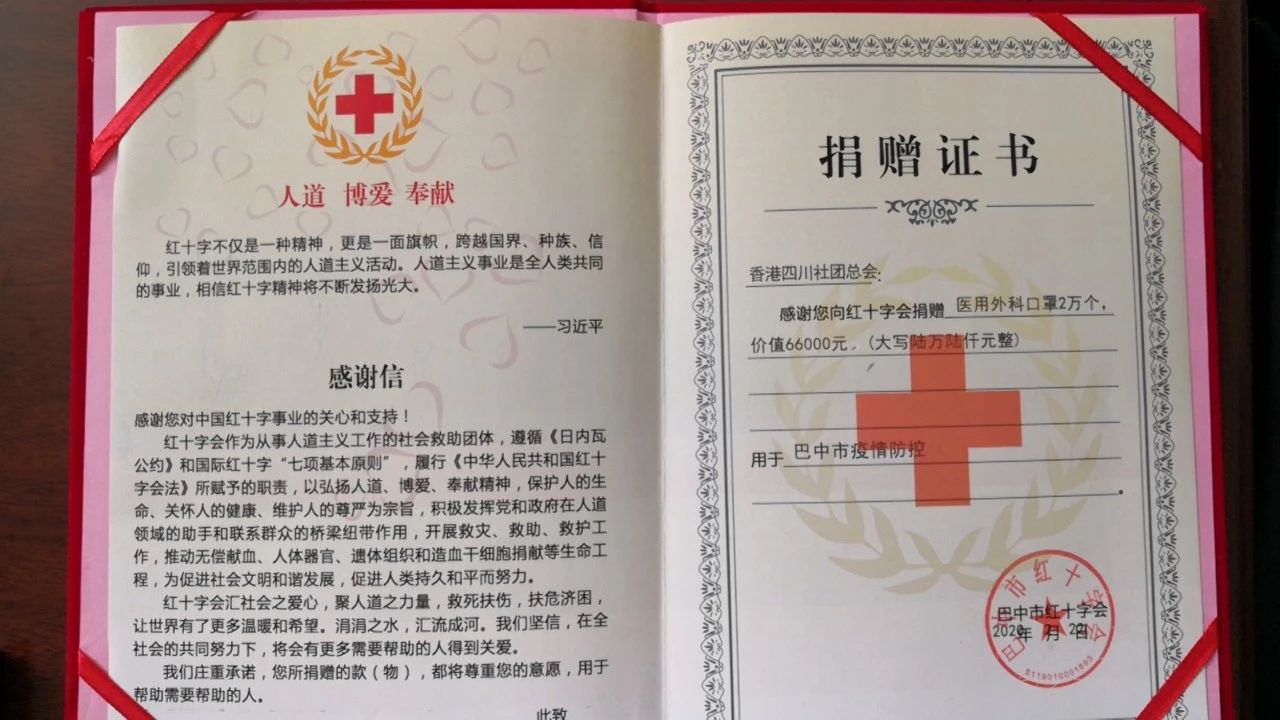 人道 博爱 奉献
红十字不仅是一种精神，更是一面旗帜，跨越国界、种族、信
仰，引领着世界范围内的人道主义活动。人道主义事业是全人类共同
的事业，相信红十字精神将不断发扬光大。
——习近平
感谢信
感谢您对中国红十字事业的关心和支持！
红十字会作为从事人道主义工作的社会救助团体，遵循《日内瓦
公约》和国际红十字“七项基本原则”，履行《中华人民共和国红十
字会法》所赋予的职责，以弘扬人道、博爱、奉献精神，保护人的生
命、关怀人的健康、维护人的尊严为宗旨，积极发挥党和政府在人道
领域的助手和联系群众的桥梁纽带作用，开展救灾、救助、救护工
作，推动无偿献血、人体器官、遗体组织和造血干细胞捐献等生命工
程，为促进社会文明和谐发展，促进人类持久和平而努力。
红十字会汇社会之爱心，聚人道之力量，救死扶伤，扶危济困，
让世界有了更多温暖和希望。涓涓之水，汇流成河。我们坚信，在全
社会的共同努力下，将会有更多需要帮助的人得到关爱。
我们庄重承诺，您所捐赠的款（物），都将尊重您的意愿，用于
帮助需要帮助的人。
此致
捐赠证书
香港四川社团总会:
感谢您向红十字会捐赠 医用外科口罩2万个，
价值66000元。(大写陆万陆仟元整)
用于 巴中市疫情防控
。
巴中市红十字会
2020年 月 日
巴中市红十字会
5119010001893